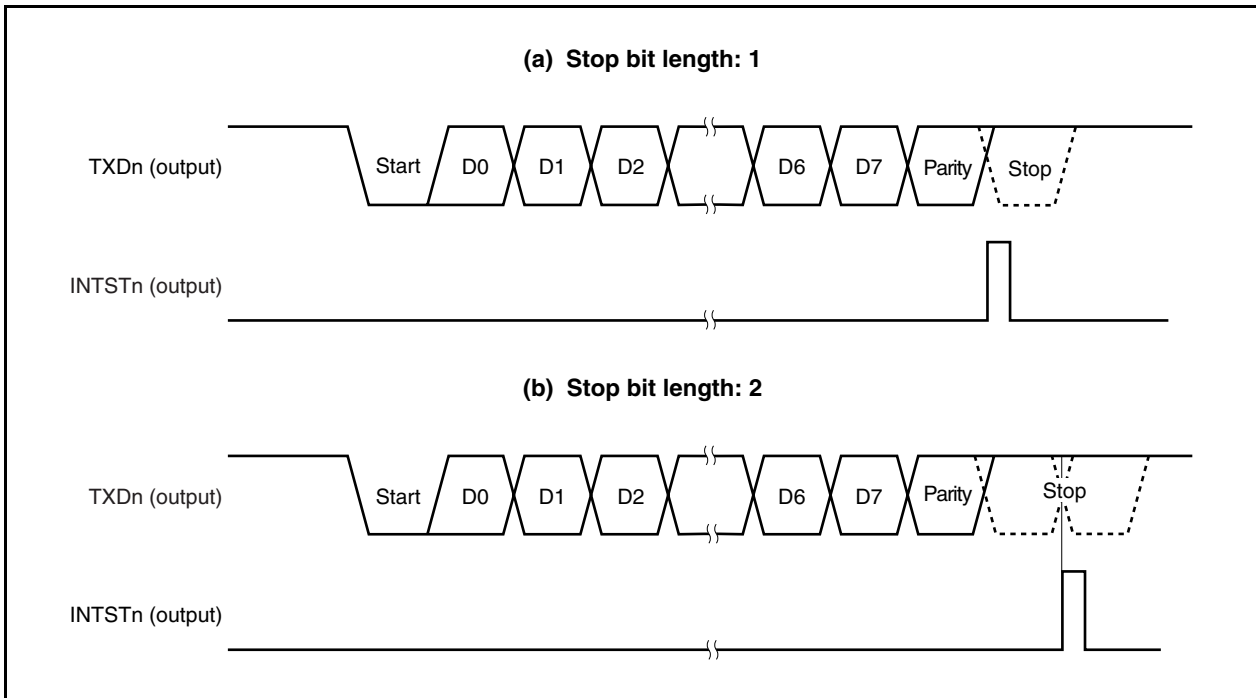 (a) Stop bit length: 1
TXDn (output) Start D0 D1 D2 D6 D7 Parity Stop
INTSTn (output)
(b) Stop bit length: 2
TXDn (output) Start D0 D1 D2 D6 D7 Parity Stop
INTSTn (output)